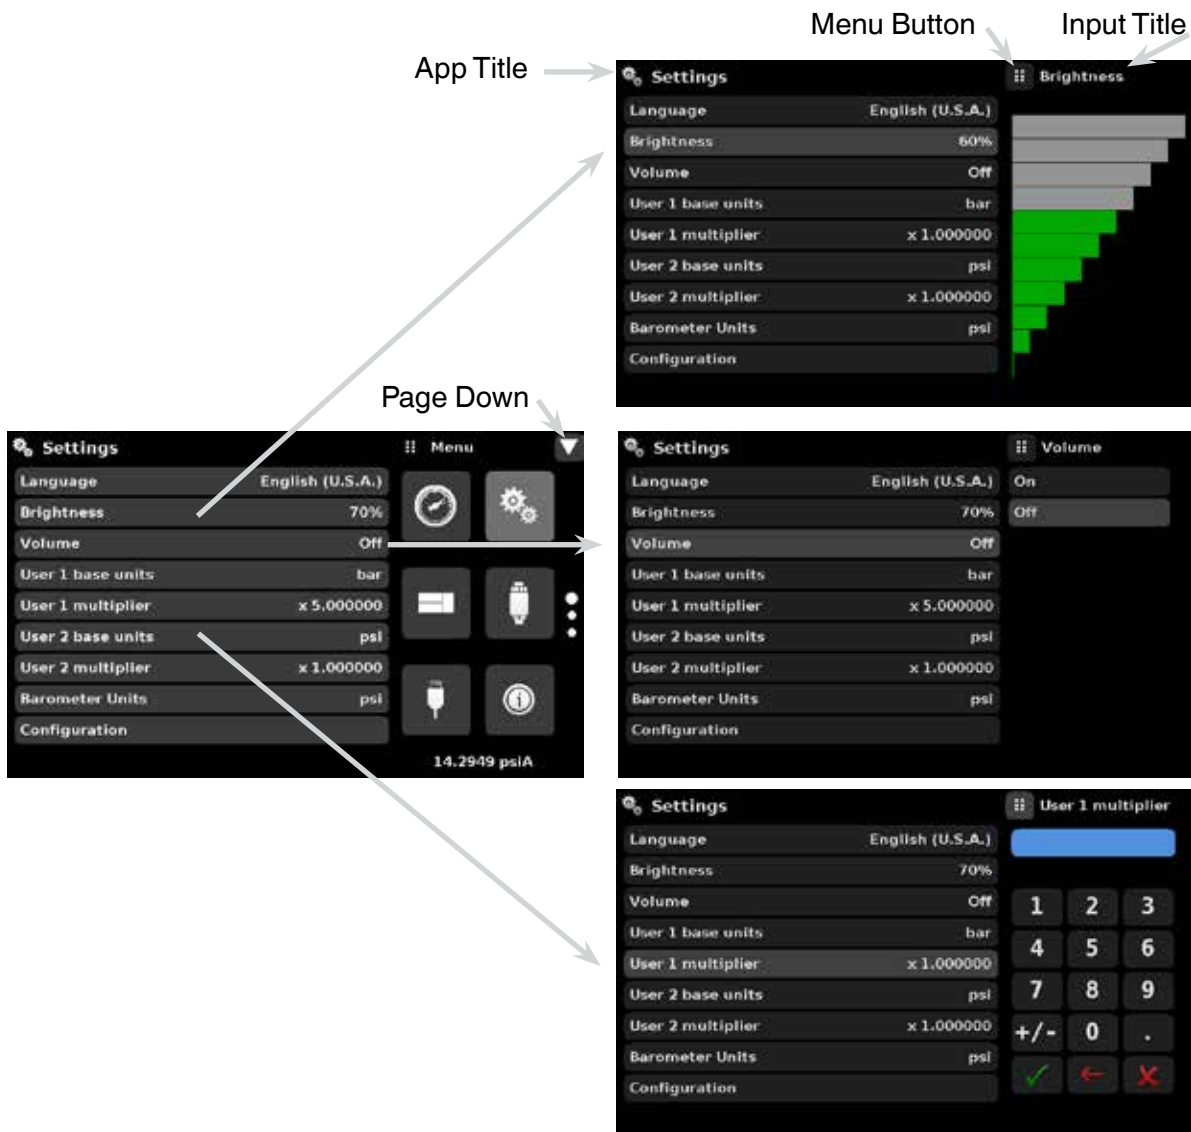 Menu Button
Input Title
App Title
Settings
Brightness
Language English (U.S.A.)
Brightness 60%
Volume Off
User 1 base units bar
User 1 multiplier x 1.000000
User 2 base units psi
User 2 multiplier x 1.000000
Barometer Units psi
Configuration
Page Down
Settings
Menu
Language English (U.S.A.)
Brightness 70%
Volume Off
User 1 base units bar
User 1 multiplier x 5.000000
User 2 base units psi
User 2 multiplier x 1.000000
Barometer Units psi
Configuration
14.2949 psiA
Settings
Volume
Language English (U.S.A.)
On
Brightness 70%
Off
Volume Off
User 1 base units bar
User 1 multiplier x 5.000000
User 2 base units psi
User 2 multiplier x 1.000000
Barometer Units psi
Configuration
Settings
User 1 multiplier
Language English (U.S.A.)
Brightness 70%
Volume Off
User 1 base units bar
User 1 multiplier x 1.000000
User 2 base units psi
User 2 multiplier x 1.000000
Barometer Units psi
Configuration
1 2 3
4 5 6
7 8 9
+/- 0 .